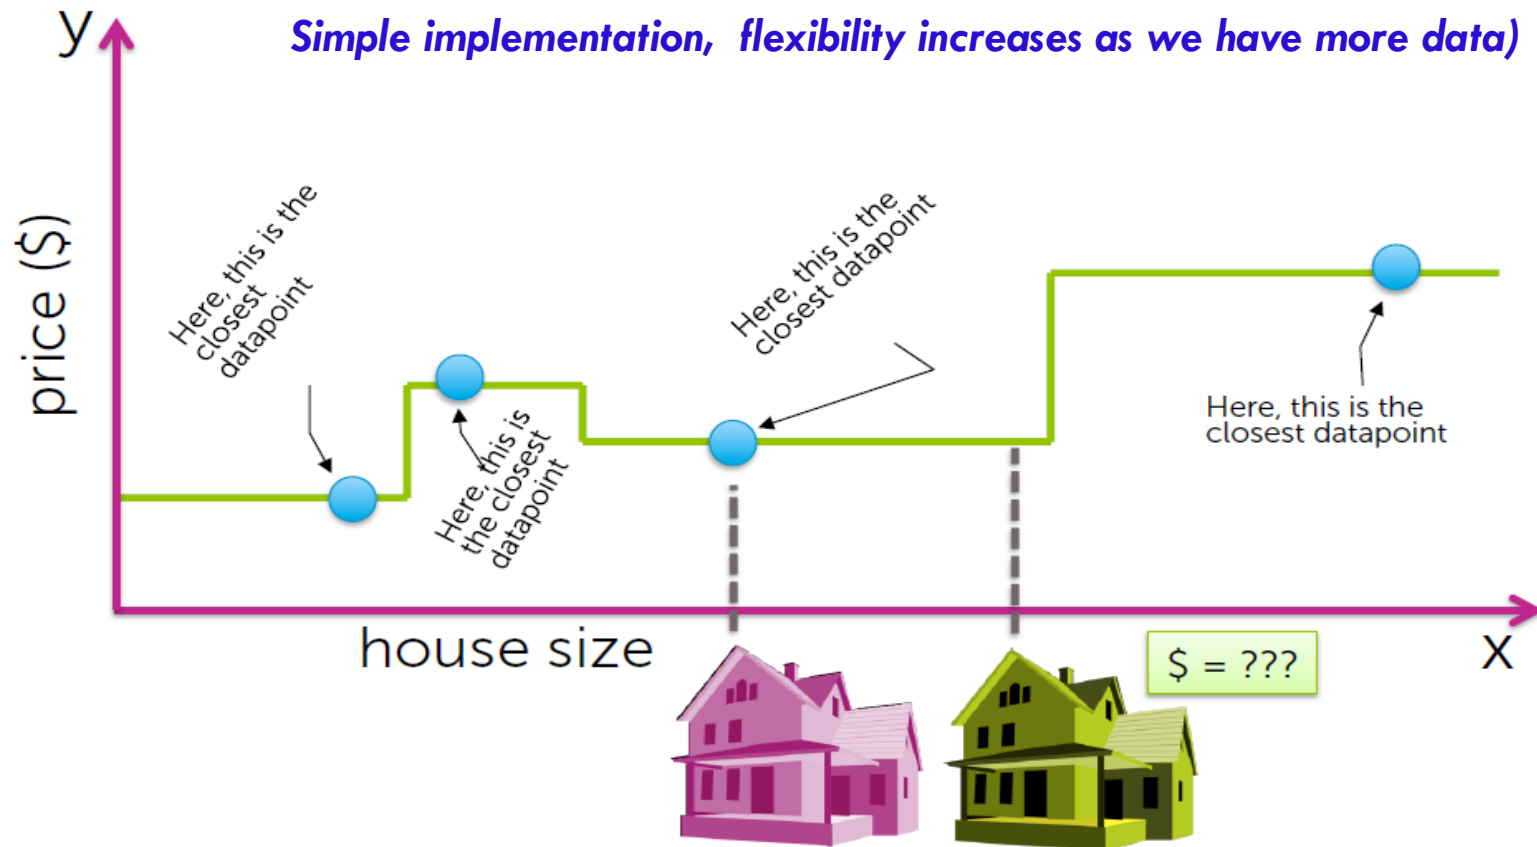 Simple implementation, flexibility increases as we have more data)
y
price ($)
Here, this is the
closest
datapoint
Here, this is
the closest
datapoint
Here, this is the
closest datapoint
Here, this is the
closest datapoint
house size
x
$ = ???